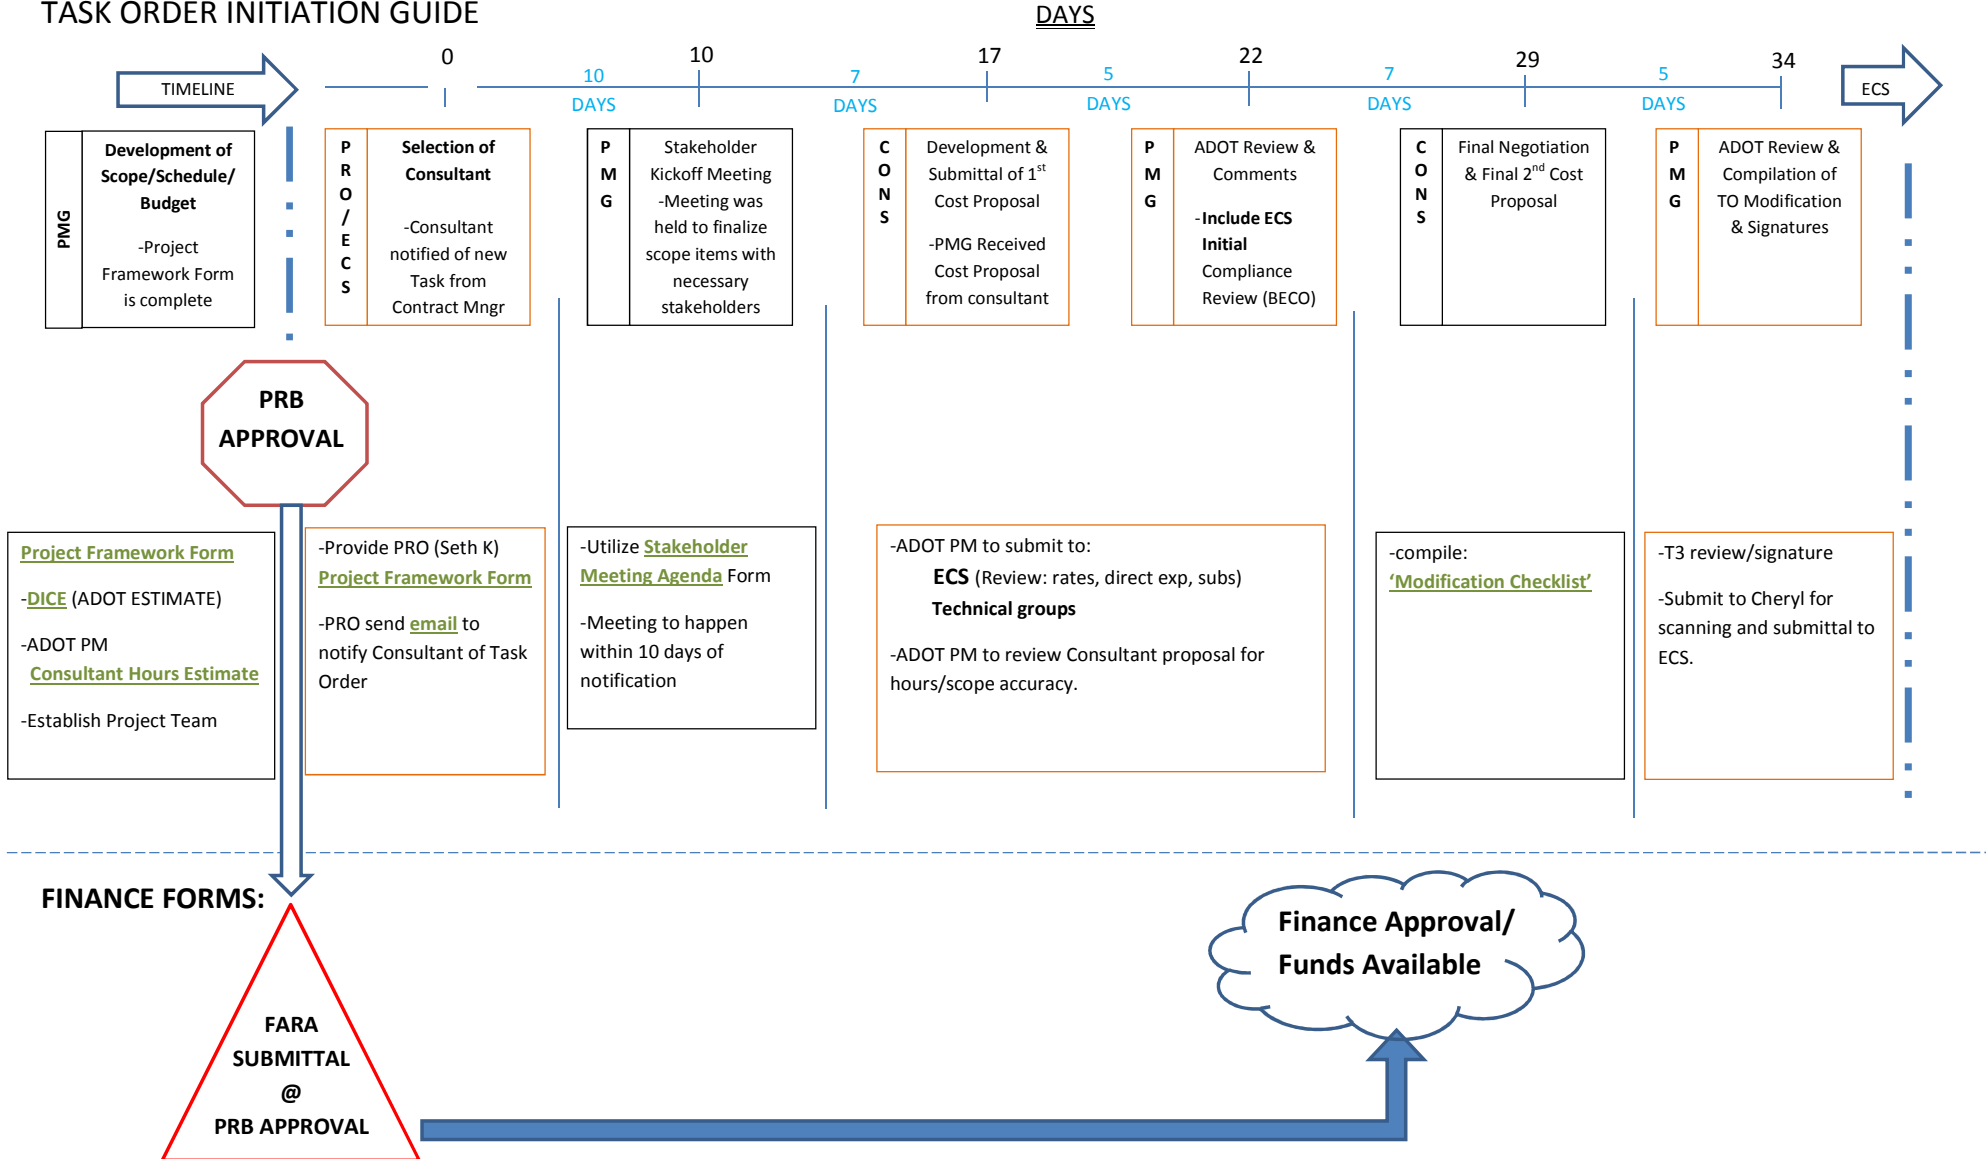 TASK ORDER INITIATION GUIDE
DAYS
TIMELINE
0
10
DAYS
10
7
DAYS
17
5
DAYS
22
7
DAYS
29
5
DAYS
34
ECS
PMG
Development of
Scope/Schedule/
Budget
-Project
Framework Form
is complete
P
R
O
/
E
C
S
Selection of
Consultant
-Consultant
notified of new
Task from
Contract Mngr
P
M
G
Stakeholder
Kickoff Meeting
-Meeting was
held to finalize
scope items with
necessary
stakeholders
C
O
N
S
Development &
Submittal of 1st
Cost Proposal
-PMG Received
Cost Proposal
from consultant
P
M
G
ADOT Review &
Comments
-Include ECS
Initial
Compliance
Review (BECO)
C
O
N
S
Final Negotiation
& Final 2nd Cost
Proposal
P
M
G
ADOT Review &
Compilation of
TO Modification
& Signatures
PRB
APPROVAL
Project Framework Form
-DICE (ADOT ESTIMATE)
-ADOT PM
Consultant Hours Estimate
-Establish Project Team
-Provide PRO (Seth K)
Project Framework Form
-PRO send email to
notify Consultant of Task
Order
-Utilize Stakeholder
Meeting Agenda Form
-Meeting to happen
within 10 days of
notification
-ADOT PM to submit to:
ECS (Review: rates, direct exp, subs)
Technical groups
-ADOT PM to review Consultant proposal for
hours/scope accuracy.
-compile:
‘Modification Checklist’
-T3 review/signature
-Submit to Cheryl for
scanning and submittal to
ECS.
FINANCE FORMS:
FARA
SUBMITTAL
@
PRB APPROVAL
Finance Approval/
Funds Available